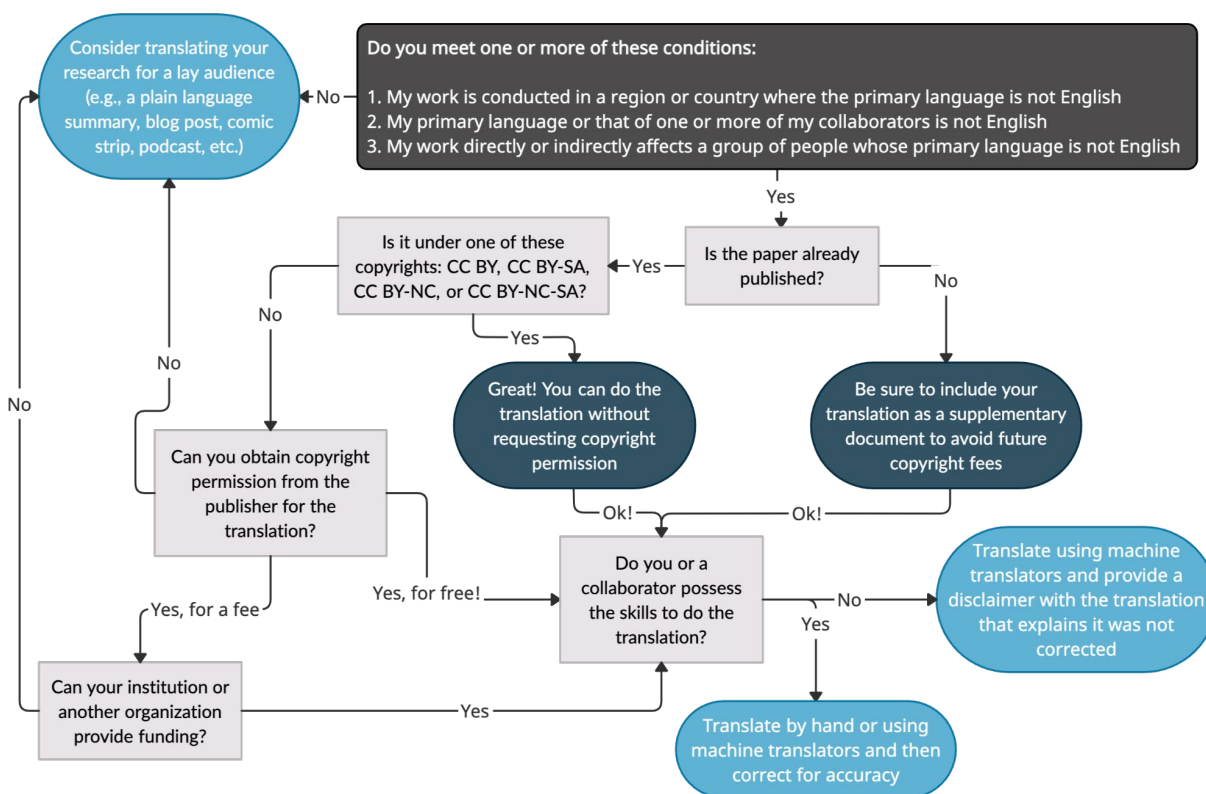 Consider translating your
research for a lay audience
(e.g., a plain language
summary, blog post, comic
strip, podcast, etc.)
No
Do you meet one or more of these conditions:
1. My work is conducted in a region or country where the primary language is not English
2. My primary language or that of one or more of my collaborators is not English
3. My work directly or indirectly affects a group of people whose primary language is not English
Yes
Is it under one of these
copyrights: CC BY, CC BY-SA,
CC BY-NC, or CC BY-NC-SA?
Yes
Is the paper already
published?
No
No
Yes
No
No
Great! You can do the
translation without
requesting copyright
permission
Be sure to include your
translation as a supplementary
document to avoid future
copyright fees
Can you obtain copyright
permission from the
publisher for the
translation?
Ok!
Ok!
Yes, for free!
Do you or a
collaborator possess
the skills to do the
translation?
No
Yes
Translate using machine
translators and provide a
disclaimer with the translation
that explains it was not
corrected
Yes, for a fee
Can your institution or
another organization
provide funding?
Yes
Translate by hand or using
machine translators and then
correct for accuracy